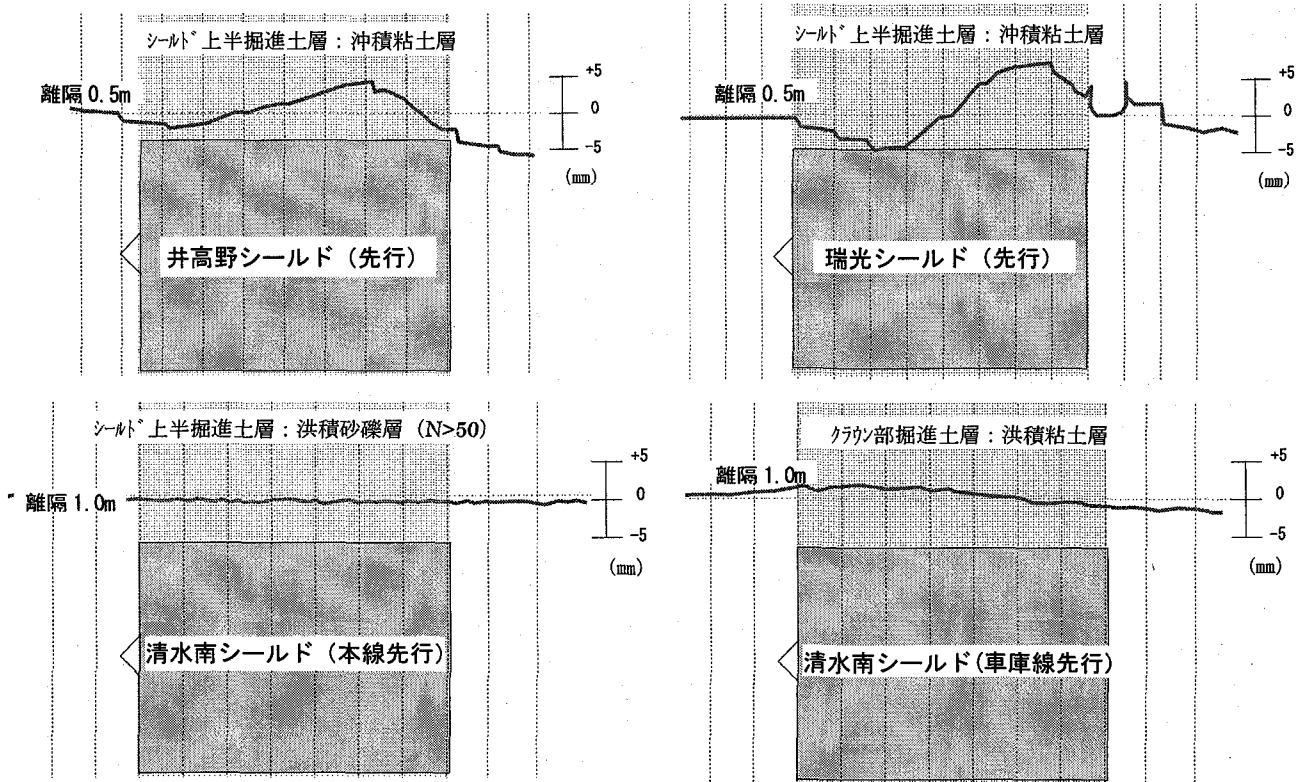 シールド上半掘進土層：沖積粘土層
離隔 0.5m
+5
0
-5
(mm)
井高野シールド（先行）
シールド上半掘進土層：沖積粘土層
離隔 0.5m
+5
0
-5
(mm)
瑞光シールド（先行）
シールド上半掘進土層：洪積砂礫層（N>50）
離隔 1.0m
+5
0
-5
(mm)
清水南シールド（本線先行）
クラウン部掘進土層：洪積粘土層
離隔 1.0m
+5
0
-5
(mm)
清水南シールド(車庫線先行)